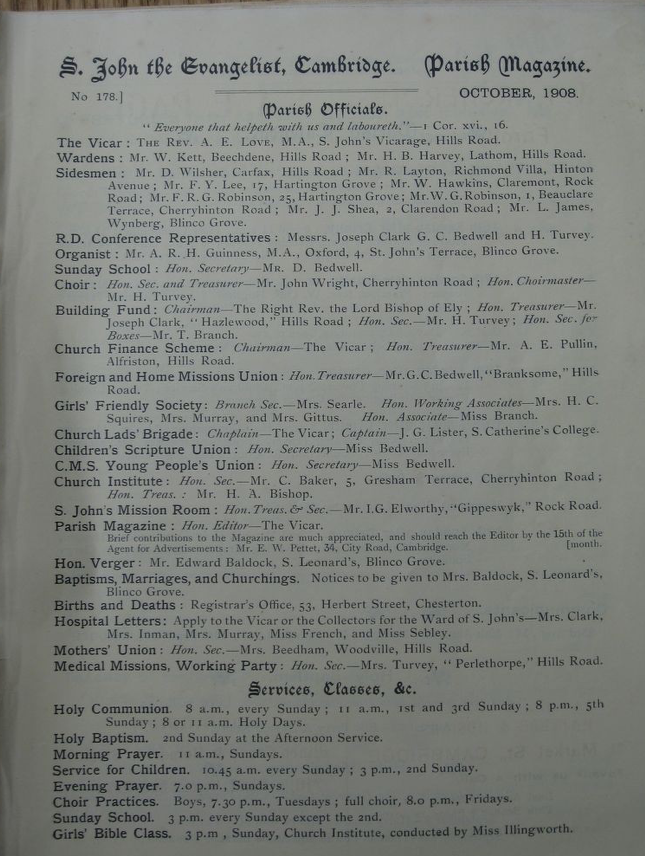 S. John the Evangelist, Cambridge. Parish Magazine.
No 178.] OCTOBER, 1908.
Parish Officials.
" Everyone that helpeth with us and laboureth."—1 Cor. xvi., 16.
The Vicar : THE REV. A. E. LOVE, M.A., S. John's Vicarage, Hills Road.
Wardens : Mr. W. Kett, Beechdene, Hills Road ; Mr. H. B. Harvey, Lathom, Hills Road.
Sidesmen : Mr. D. Wilsher, Carfax, Hills Road ; Mr. R. Layton, Richmond Villa, Hinton
Avenue ; Mr. F. Y. Lee, 17, Hartington Grove ; Mr. W. Hawkins, Claremont, Rock
Road ; Mr. F. R. G. Robinson, 25, Hartington Grove ; Mr. W. G. Robinson, 1, Beauclare
Terrace, Cherryhinton Road ; Mr. J. J. Shea, 2, Clarendon Road ; Mr. L. James,
Wynberg, Blinco Grove.
R.D. Conference Representatives : Messrs. Joseph Clark G. C. Bedwell and H. Turvey.
Organist : Mr. A. R. H. Guinness, M.A., Oxford, 4, St. John's Terrace, Blinco Grove.
Sunday School : Hon. Secretary—MR. D. Bedwell.
Choir : Hon. Sec. and Treasurer—Mr. John Wright, Cherryhinton Road ; Hon. Choirmaster—
Mr. H. Turvey.
Building Fund : Chairman—The Right Rev. the Lord Bishop of Ely ; Hon. Treasurer—Mr.
Joseph Clark, " Hazlewood," Hills Road ; Hon. Sec.—Mr. H. Turvey ; Hon. Sec. for
Boxes—Mr. T. Branch.
Church Finance Scheme : Chairman—The Vicar ; Hon. Treasurer—Mr. A. E. Pullin,
Alfriston, Hills Road.
Foreign and Home Missions Union : Hon. Treasurer—Mr. G. C. Bedwell, "Branksome," Hills
Road.
Girls' Friendly Society : Branch Sec.—Mrs. Searle. Hon. Working Associates—Mrs. H. C.
Squires, Mrs. Murray, and Mrs. Gittus. Hon. Associate—Miss Branch.
Church Lads' Brigade : Chaplain—The Vicar ; Captain—J. G. Lister, S. Catherine's College.
Children's Scripture Union : Hon. Secretary—Miss Bedwell.
C.M.S. Young People's Union : Hon. Secretary—Miss Bedwell.
Church Institute : Hon. Sec.—Mr. C. Baker, 5, Gresham Terrace, Cherryhinton Road ;
Hon. Treas. : Mr. H. A. Bishop.
S. John's Mission Room : Hon. Treas. & Sec.—Mr. I.G. Elworthy, "Gippeswyk," Rock Road.
Parish Magazine : Hon. Editor—The Vicar.
Brief contributions to the Magazine are much appreciated, and should reach the Editor by the 15th of the
Agent for Advertisements : Mr. E. W. Pettet, 34, City Road, Cambridge. [month.
Hon. Verger : Mr. Edward Baldock, S. Leonard's, Blinco Grove.
Baptisms, Marriages, and Churchings. Notices to be given to Mrs. Baldock, S. Leonard's,
Blinco Grove.
Births and Deaths : Registrar's Office, 53, Herbert Street, Chesterton.
Hospital Letters : Apply to the Vicar or the Collectors for the Ward of S. John's—Mrs. Clark,
Mrs. Inman, Mrs. Murray, Miss French, and Miss Sebley.
Mothers' Union : Hon. Sec.—Mrs. Beedham, Woodville, Hills Road.
Medical Missions, Working Party : Hon. Sec.—Mrs. Turvey, " Perlethorpe," Hills Road.
Services, Classes, &c.
Holy Communion. 8 a.m., every Sunday ; 11 a.m., 1st and 3rd Sunday ; 8 p.m., 5th
Sunday ; 8 or 11 a.m. Holy Days.
Holy Baptism. 2nd Sunday at the Afternoon Service.
Morning Prayer. 11 a.m., Sundays.
Service for Children. 10.45 a.m. every Sunday ; 3 p.m., 2nd Sunday.
Evening Prayer. 7.0 p.m., Sundays.
Choir Practices. Boys, 7.30 p.m., Tuesdays ; full choir, 8.0 p.m., Fridays.
Sunday School. 3 p.m. every Sunday except the 2nd.
Girls' Bible Class. 3 p.m , Sunday, Church Institute, conducted by Miss Illingworth.